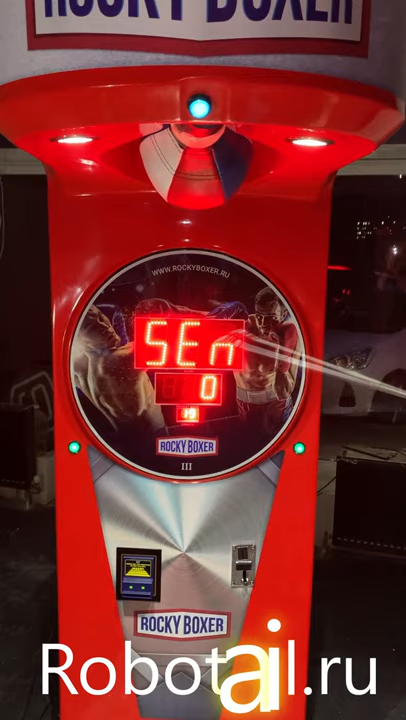 ROCKY BOXER
WWW.ROCKYBOXER.RU
SEn
0
19
ROCKY BOXER
III
ROCKY BOXER
Robotail.ru